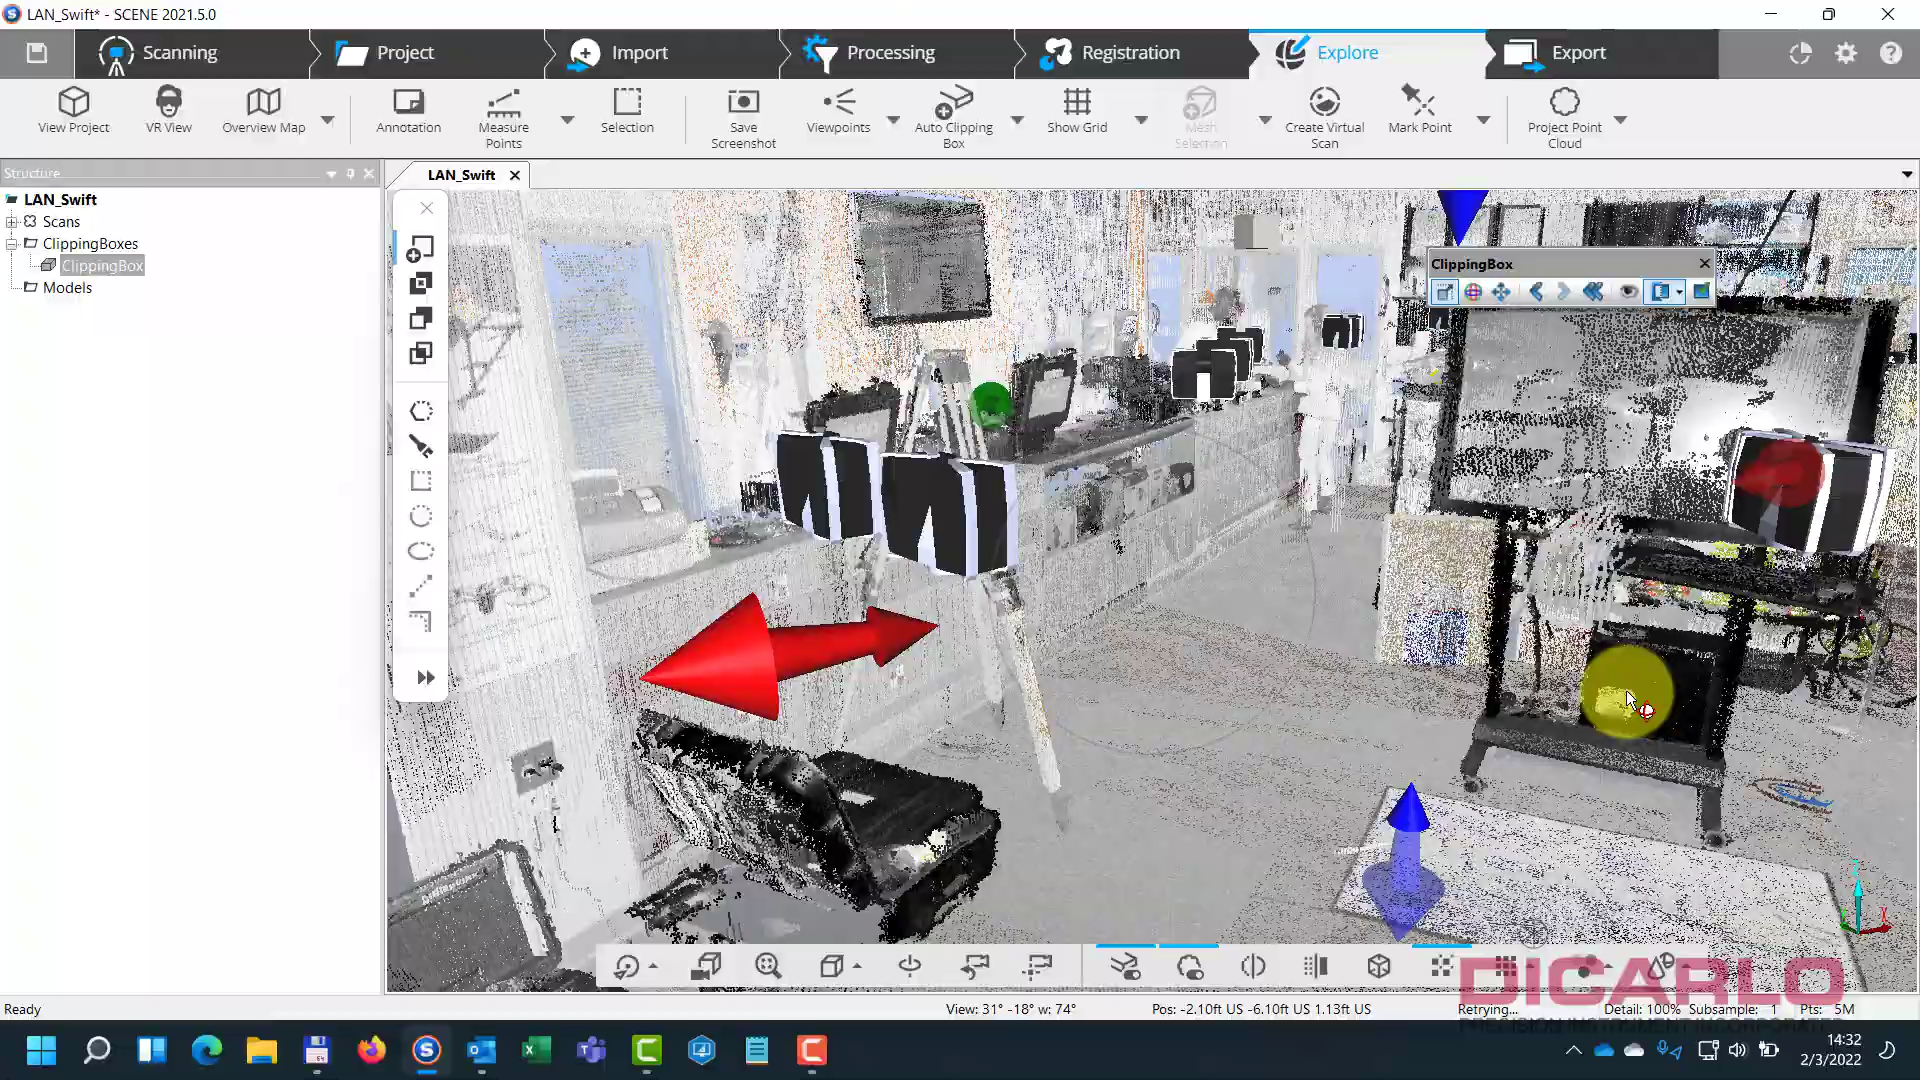 LAN_Swift* - SCENE 2021.5.0
Scanning
Project
Import
Processing
Registration
Explore
Export
View Project
VR View
Overview Map
Annotation
Measure Points
Selection
Save Screenshot
Viewpoints
Auto Clipping Box
Show Grid
Mesh Selection
Create Virtual Scan
Mark Point
Project Point Cloud
Structure
LAN_Swift
LAN_Swift
Scans
ClippingBoxes
ClippingBox
Models
ClippingBox
DICARLO
PRECISION INSTRUMENT INCORPORATED
Ready
View: 31° -18° w: 74°
Pos: -2.10ft US -6.10ft US 1.13ft US
Retrying...
Detail: 100%
Subsample: 1
Pts: 5M
14:32
2/3/2022